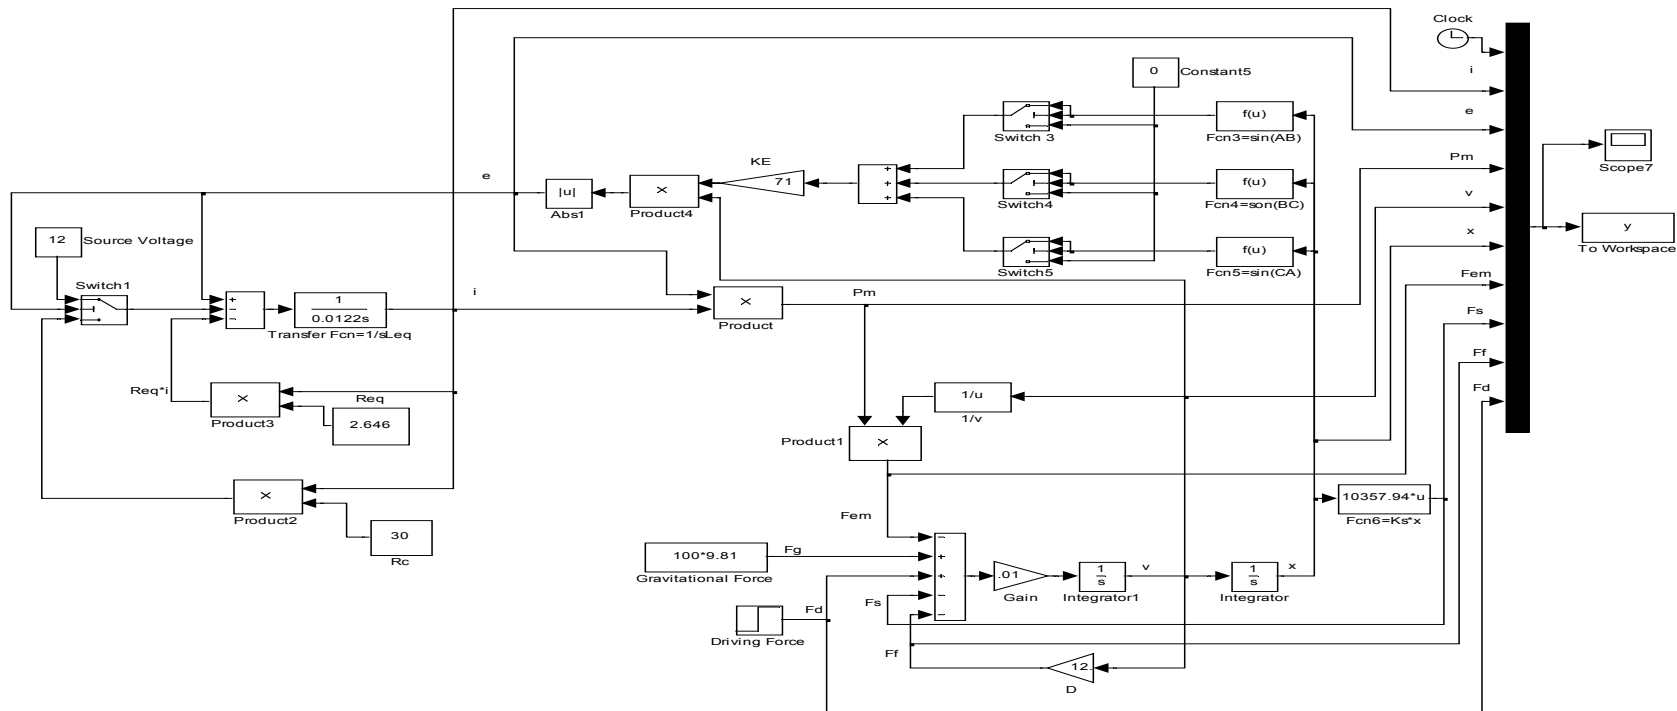 Clock
i
e
Pm
v
x
Fem
Fs
Ff
Fd
Scope7
y
To Workspace
0
Constant5
Switch 3
f(u)
Fcn3=sin(AB)
Switch4
f(u)
Fcn4=son(BC)
Switch5
f(u)
Fcn5=sin(CA)
+
+
+
KE
71
X
Product4
|u|
Abs1
e
12
Source Voltage
Switch1
+
−
−
1
0.0122s
Transfer Fcn=1/sLeq
i
X
Product
Pm
Req*i
X
Product3
Req
2.646
X
Product2
30
Rc
1/u
1/v
Product1
X
Fem
10357.94*u
Fcn6=Ks*x
100*9.81
Gravitational Force
Fg
−
+
+
−
−
.01
Gain
1
s
Integrator1
v
1
s
Integrator
x
Fs
Fd
Driving Force
Ff
12.
D